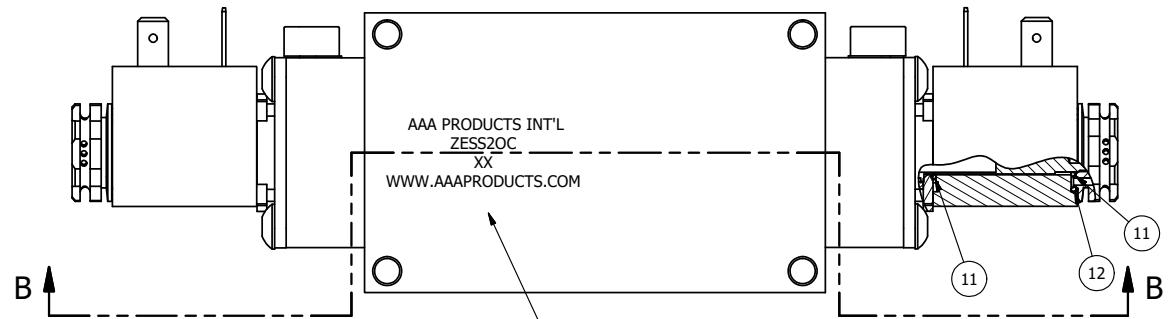 AAA PRODUCTS INT'L
ZESS2OC
XX
WWW.AAAPRODUCTS.COM
11
12
11
B
B